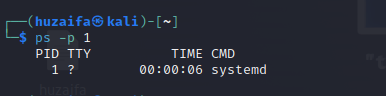 ┌──(huzaifa㉿kali)-[~]
└─$ ps -p 1
PID TTY          TIME CMD
1 ?        00:00:06 systemd